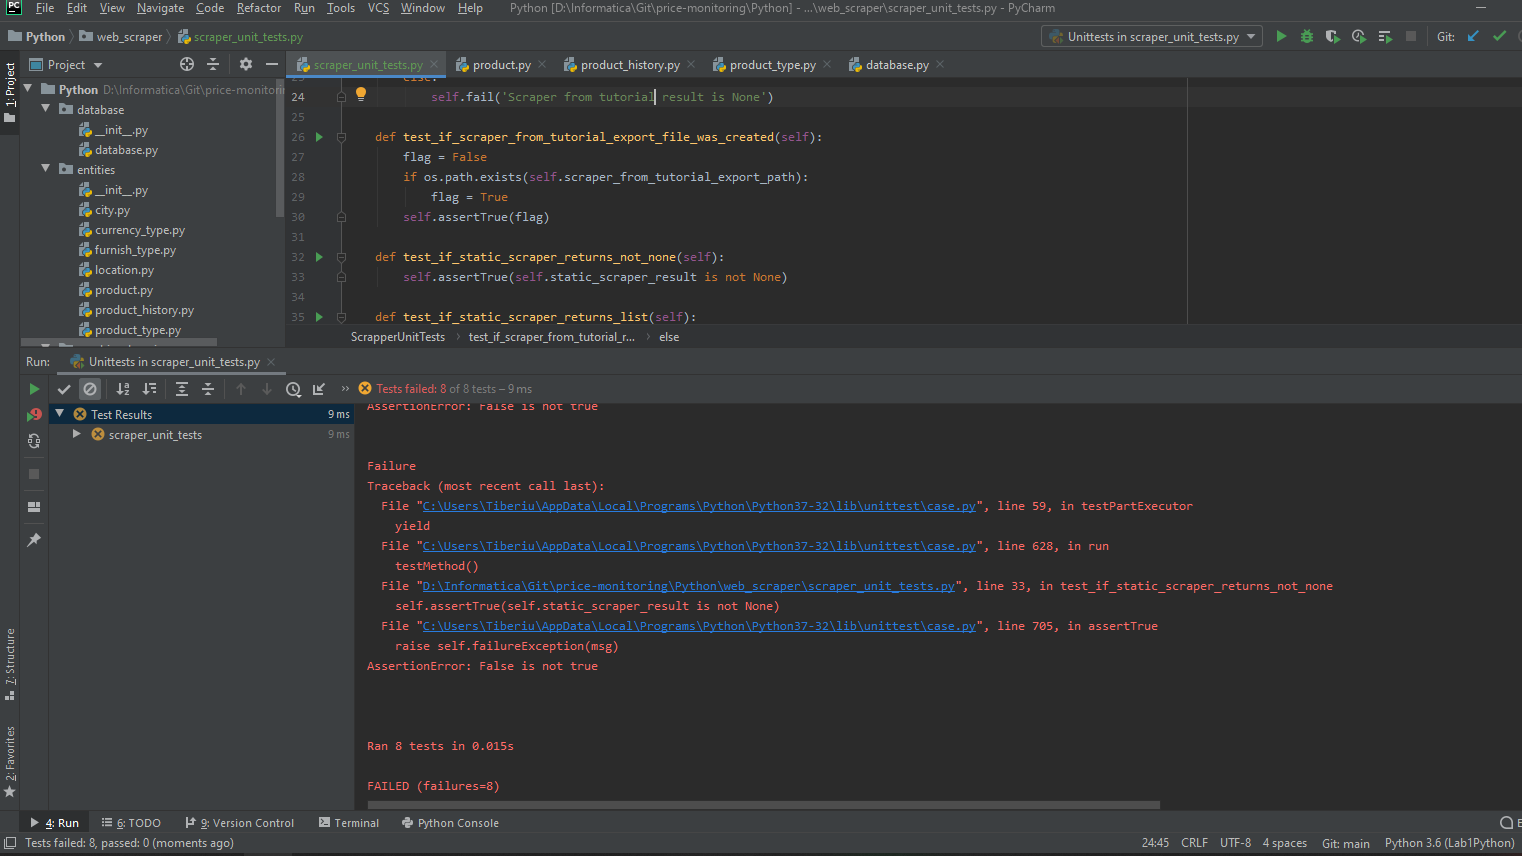 PC File Edit View Navigate Code Refactor Run Tools VCS Window Help Python [D:\Informatica\Git\price-monitoring\Python] - ...\web_scraper\scraper_unit_tests.py - PyCharm
Python web_scraper scraper_unit_tests.py Unittests in scraper_unit_tests.py Git:
1: Project
Project
scraper_unit_tests.py product.py product_history.py product_type.py database.py
Python D:\Informatica\Git\price-monitorin
database
__init__.py
database.py
entities
__init__.py
city.py
currency_type.py
furnish_type.py
location.py
product.py
product_history.py
product_type.py
else:
24 self.fail('Scraper from tutorial result is None')
25
26 def test_if_scraper_from_tutorial_export_file_was_created(self):
27 flag = False
28 if os.path.exists(self.scraper_from_tutorial_export_path):
29 flag = True
30 self.assertTrue(flag)
31
32 def test_if_static_scraper_returns_not_none(self):
33 self.assertTrue(self.static_scraper_result is not None)
34
35 def test_if_static_scraper_returns_list(self):
ScrapperUnitTests test_if_scraper_from_tutorial_r... else
Run: Unittests in scraper_unit_tests.py
Tests failed: 8 of 8 tests – 9 ms
Test Results 9 ms
scraper_unit_tests 9 ms
AssertionError: False is not true
Failure
Traceback (most recent call last):
File "C:\Users\Tiberiu\AppData\Local\Programs\Python\Python37-32\lib\unittest\case.py", line 59, in testPartExecutor
yield
File "C:\Users\Tiberiu\AppData\Local\Programs\Python\Python37-32\lib\unittest\case.py", line 628, in run
testMethod()
File "D:\Informatica\Git\price-monitoring\Python\web_scraper\scraper_unit_tests.py", line 33, in test_if_static_scraper_returns_not_none
self.assertTrue(self.static_scraper_result is not None)
File "C:\Users\Tiberiu\AppData\Local\Programs\Python\Python37-32\lib\unittest\case.py", line 705, in assertTrue
raise self.failureException(msg)
AssertionError: False is not true
Ran 8 tests in 0.015s
FAILED (failures=8)
7: Structure
2: Favorites
4: Run 6: TODO 9: Version Control Terminal Python Console
Tests failed: 8, passed: 0 (moments ago) 24:45 CRLF UTF-8 4 spaces Git: main Python 3.6 (Lab1Python)